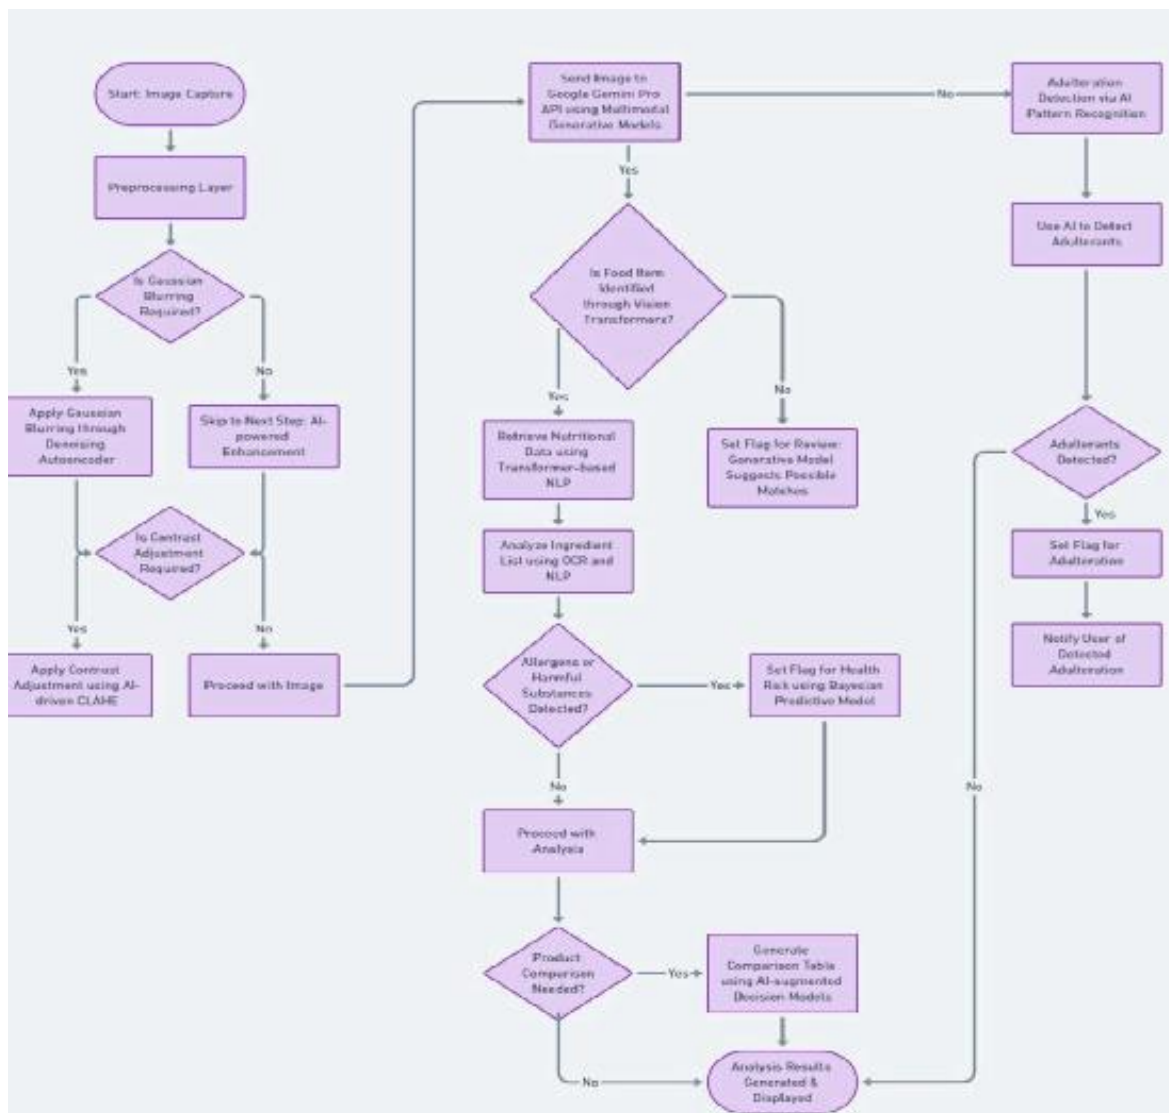 Start: Image Capture
Preprocessing Layer
Is Gaussian
Blurring
Required?
Yes
No
Apply Gaussian
Blurring through
Denoising
Autoencoder
Skip to Next Step: AI-
powered
Enhancement
Is Contrast
Adjustment
Required?
Yes
No
Apply Contrast
Adjustment using AI-
driven CLAHE
Proceed with Image
Send Image to
Google Gemini Pro
API using Multimodal
Generative Models
No
Yes
Is Food Item
Identified
through Vision
Transformers?
Yes
No
Retrieve Nutritional
Data using
Transformer-based
NLP
Set Flag for Review:
Generative Model
Suggests Possible
Matches
Analyze Ingredient
List using OCR and
NLP
Allergens or
Harmful
Substances
Detected?
Yes
Set Flag for Health
Risk using Bayesian
Predictive Model
No
Proceed with
Analysis
Product
Comparison
Needed?
Yes
Generate
Comparison Table
using AI-augmented
Decision Models
No
Analysis Results
Generated &
Displayed
Adulteration
Detection via AI
Pattern Recognition
Use AI to Detect
Adulterants
Adulterants
Detected?
Yes
No
Set Flag for
Adulteration
Notify User of
Detected
Adulteration